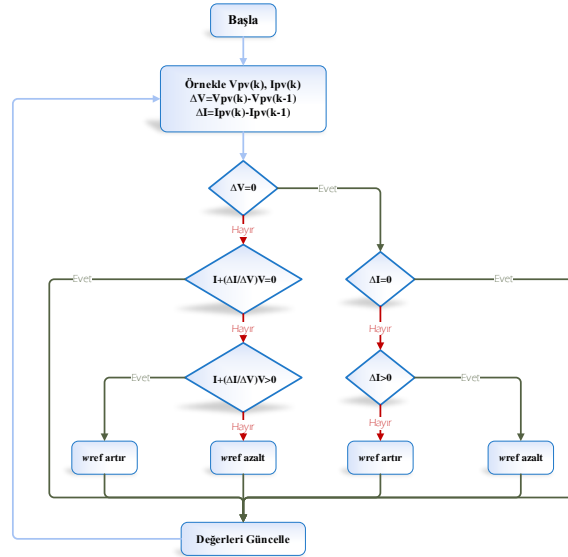 Başla
Örnekle Vpv(k), Ipv(k)
ΔV=Vpv(k)-Vpv(k-1)
ΔI=Ipv(k)-Ipv(k-1)
ΔV=0
Evet
Hayır
Evet
I+(ΔI/ΔV)V=0
ΔI=0
Evet
Hayır
Hayır
Evet
I+(ΔI/ΔV)V>0
ΔI>0
Evet
Hayır
Hayır
wref artır
wref azalt
wref artır
wref azalt
Değerleri Güncelle